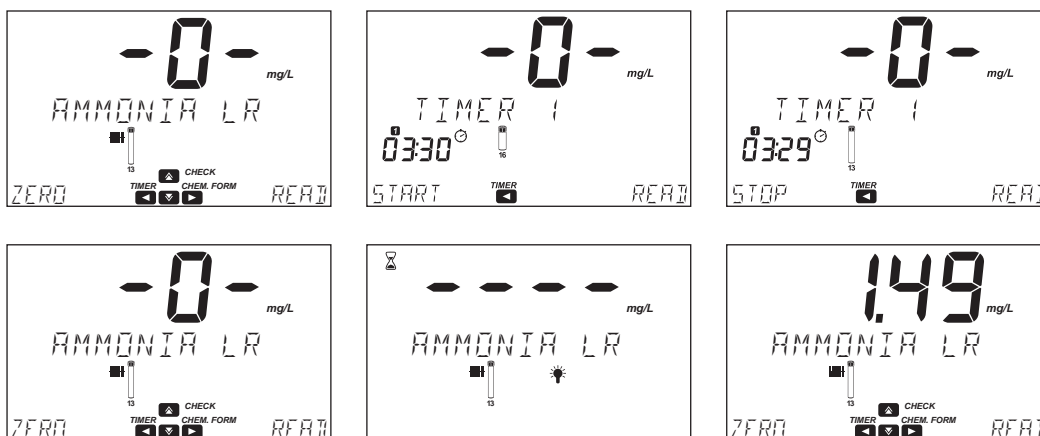 -0-
mg/L
AMMONIA LR
13
CHECK
TIMER CHEM. FORM
ZERO READ
-0-
mg/L
TIMER 1
1
03:30
16
TIMER
START READ
-0-
mg/L
TIMER 1
1
03:29
13
TIMER
STOP READ
-0-
mg/L
AMMONIA LR
13
CHECK
TIMER CHEM. FORM
ZERO READ
----
mg/L
AMMONIA LR
13
1.49
mg/L
AMMONIA LR
13
CHECK
TIMER CHEM. FORM
ZERO READ